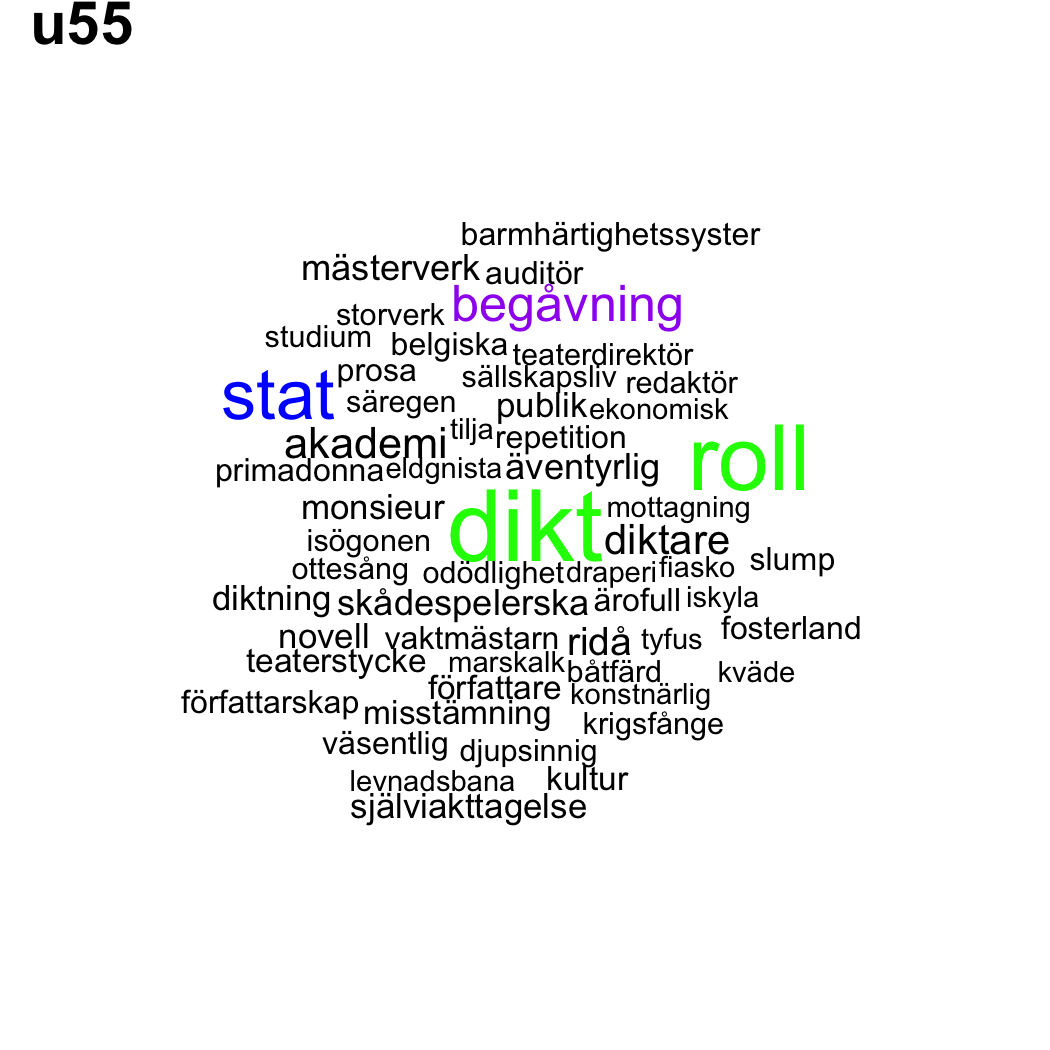 u55
barmhärtighetssyster
mästerverk auditör
storverk begåvning
studium belgiska teaterdirektör
stat prosa sällskapsliv redaktör
säregen publik ekonomisk
akademi tilja repetition roll
primadonna eldgnista äventyrlig
monsieur dikt mottagning
isögonen diktare slump
ottesång odödlighet draperi fiasko
diktning skådespelerska ärofull iskyla
novell vaktmästarn ridå tyfus fosterland
teaterstycke marskalk båtfärd kväde
författarskap författare konstnärlig
misstämning krigsfånge
väsentlig djupsinnig
levnadsbana kultur
själviakttagelse